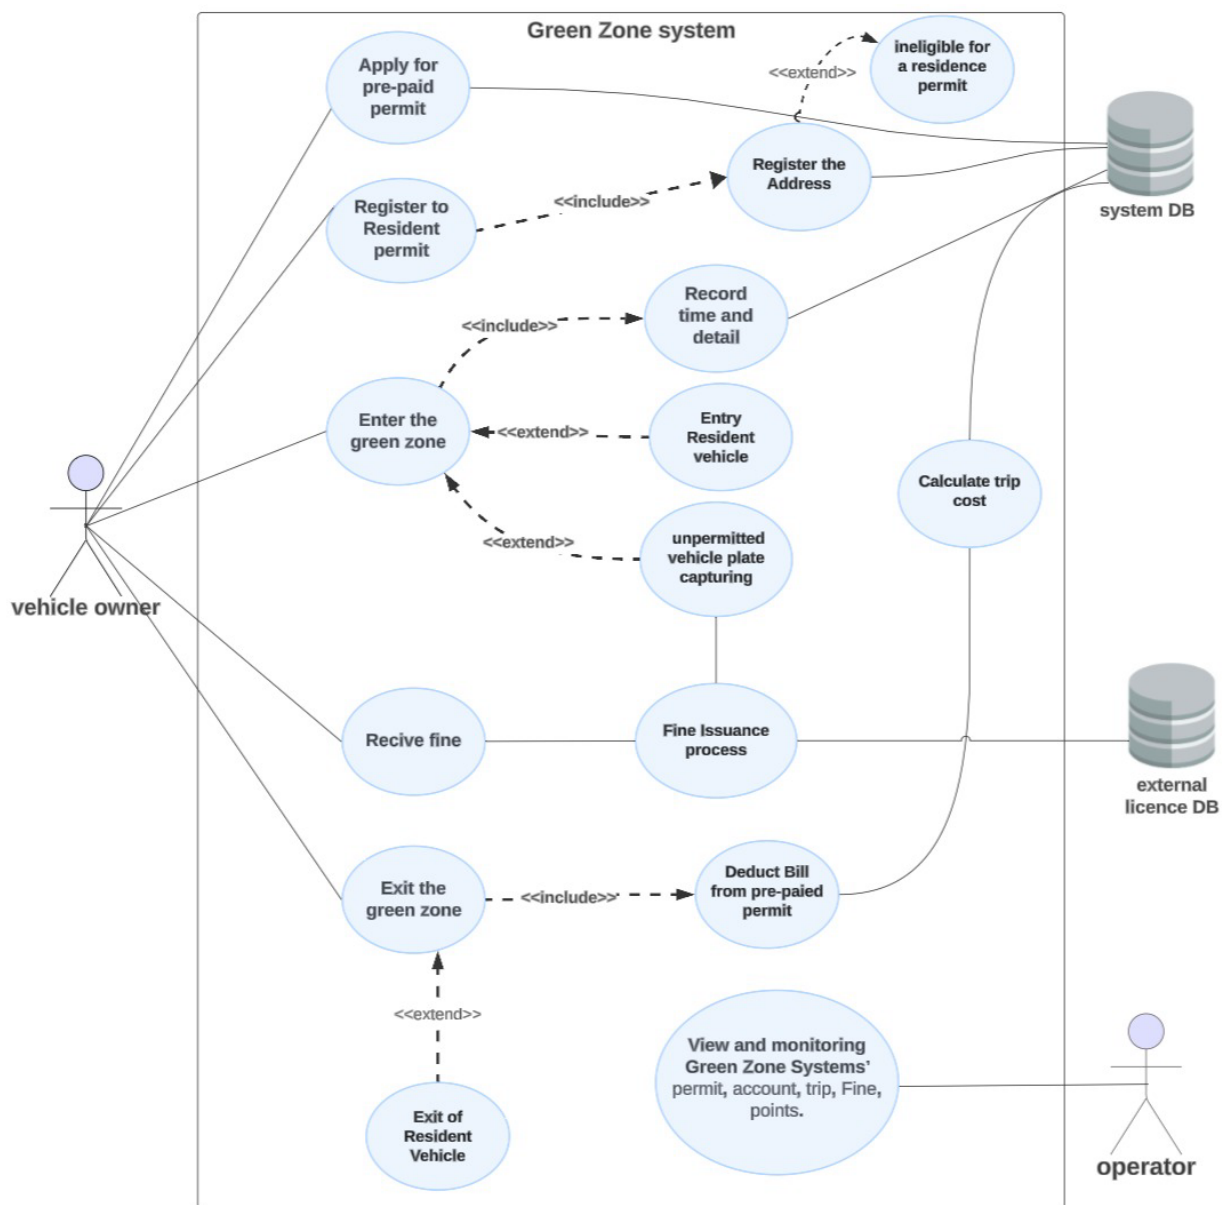 Green Zone system
Apply for
pre-paid
permit
<<extend>>
ineligible for
a residence
permit
Register the
Address
system DB
Register to
Resident
permit
<<include>>
Record
time and
detail
<<include>>
Enter the
green zone
<<extend>>
Entry
Resident
vehicle
Calculate trip
cost
<<extend>>
unpermitted
vehicle plate
capturing
vehicle owner
Recive fine
Fine Issuance
process
external
licence DB
Exit the
green zone
<<include>>
Deduct Bill
from pre-paied
permit
<<extend>>
View and monitoring
Green Zone Systems'
permit, account, trip, Fine,
points.
Exit of
Resident
Vehicle
operator